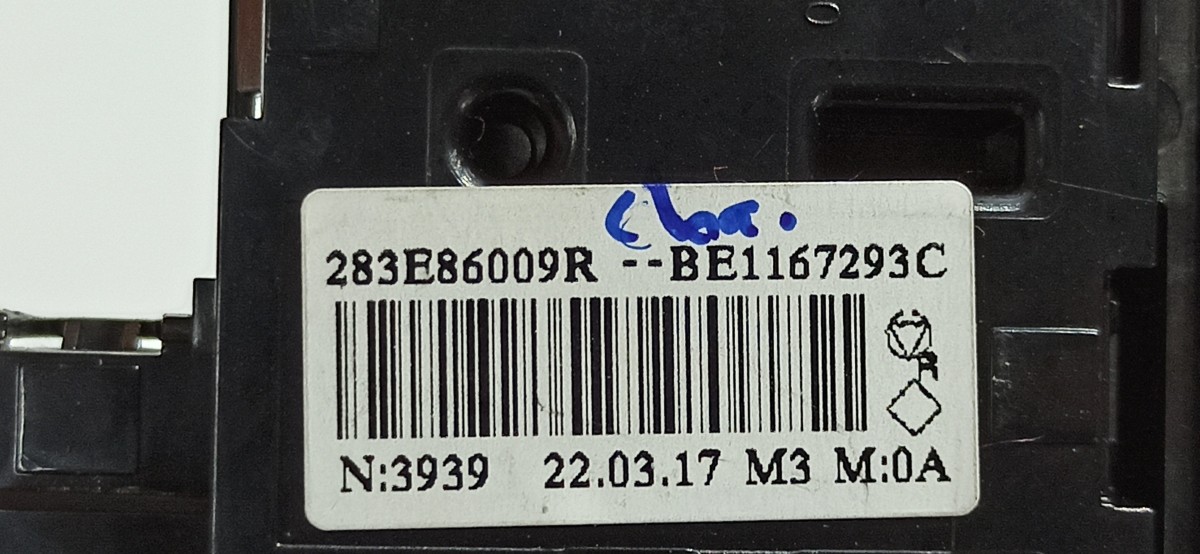 283E86009R --BE1167293C
R
N:3939 22.03.17 M3 M:0A